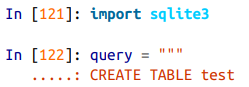 In [121]: import sqlite3
In [122]: query = """
.....: CREATE TABLE test